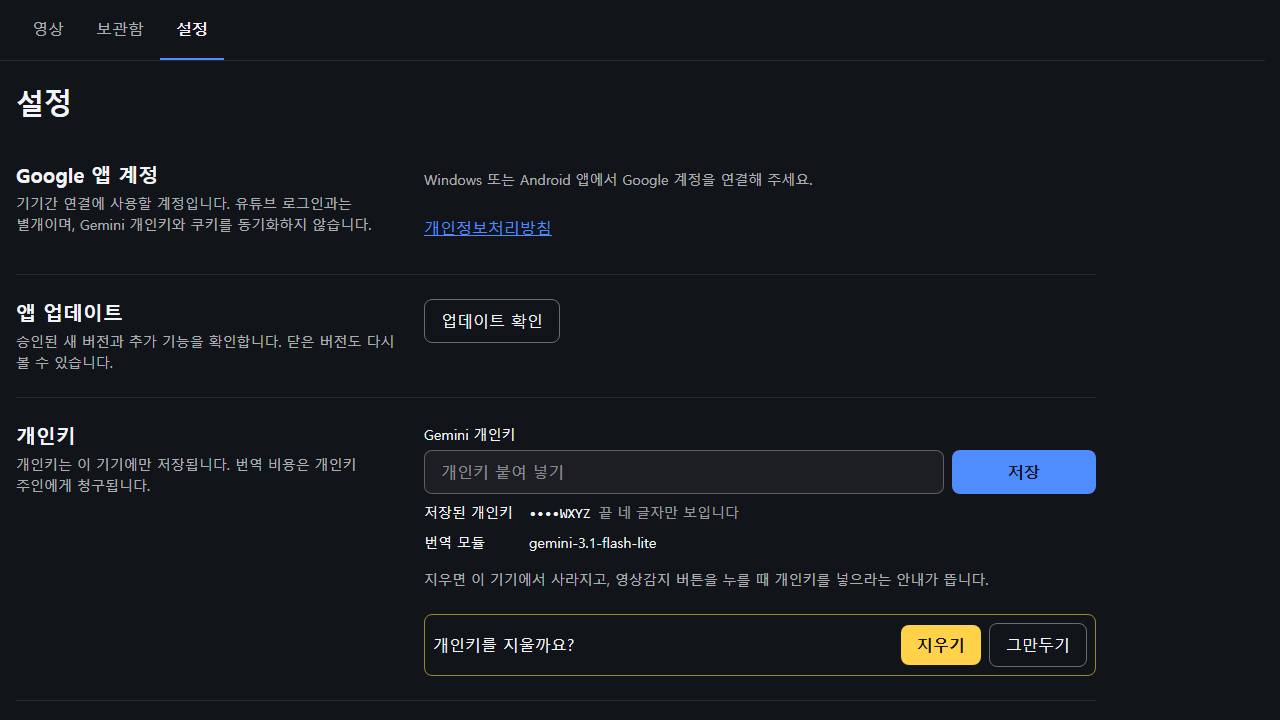 영상 보관함 설정
설정
Google 앱 계정
기기간 연결에 사용할 계정입니다. 유튜브 로그인과는
별개이며, Gemini 개인키와 쿠키를 동기화하지 않습니다.
Windows 또는 Android 앱에서 Google 계정을 연결해 주세요.
개인정보처리방침
앱 업데이트
승인된 새 버전과 추가 기능을 확인합니다. 닫은 버전도 다시
볼 수 있습니다.
업데이트 확인
개인키
개인키는 이 기기에만 저장됩니다. 번역 비용은 개인키
주인에게 청구됩니다.
Gemini 개인키
개인키 붙여 넣기 저장
저장된 개인키 ••••WXYZ 끝 네 글자만 보입니다
번역 모듈 gemini-3.1-flash-lite
지우면 이 기기에서 사라지고, 영상감지 버튼을 누를 때 개인키를 넣으라는 안내가 뜹니다.
개인키를 지울까요? 지우기 그만두기